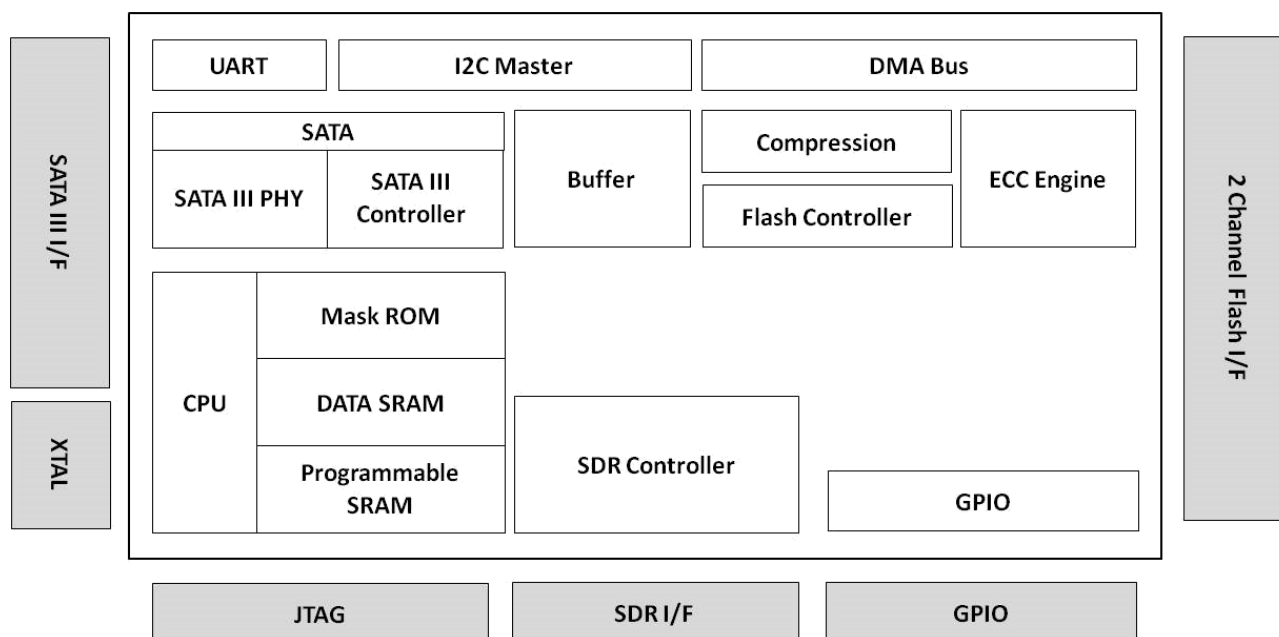 UART
I2C Master
DMA Bus
SATA III I/F
SATA
SATA III PHY
SATA III
Controller
Buffer
Compression
Flash Controller
ECC Engine
2 Channel Flash I/F
CPU
Mask ROM
DATA SRAM
Programmable
SRAM
SDR Controller
GPIO
XTAL
JTAG
SDR I/F
GPIO